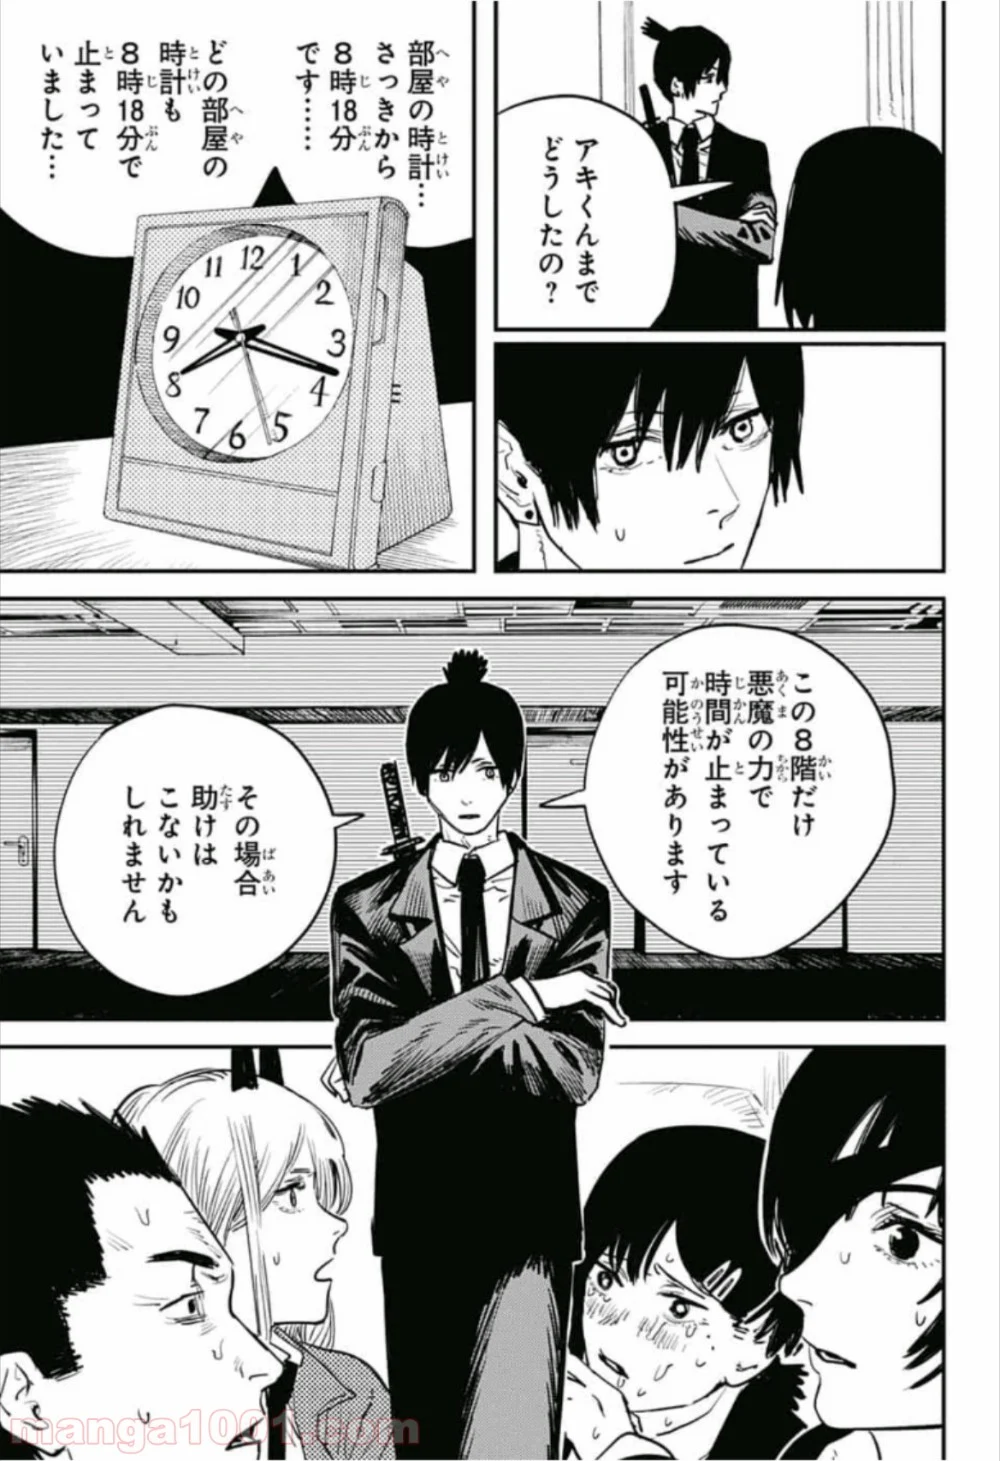 アキくんまで
どうしたの？
部屋の時計…
さっきから
８時18分
です……
どの部屋の
時計も
８時18分で
止まって
いました…
12
1
2
3
4
5
6
7
8
9
10
11
この８階だけ
悪魔の力で
時間が止まっている
可能性があります
その場合
助けは
こないかも
しれません
manga1001.com